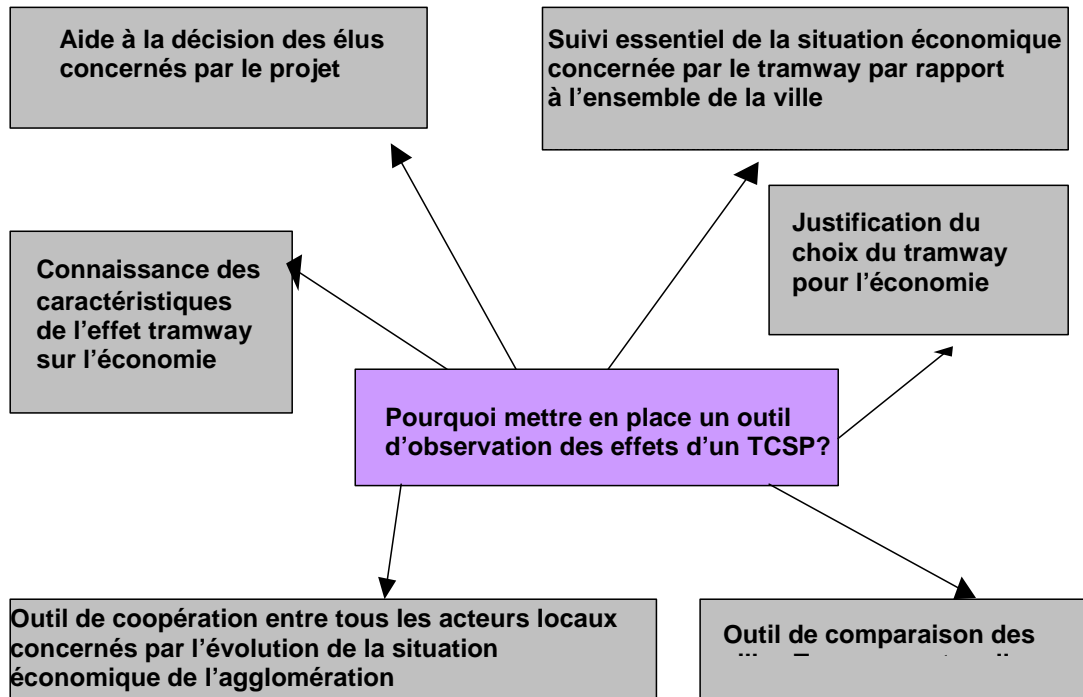 Aide à la décision des élus
concernés par le projet
Suivi essentiel de la situation économique
concernée par le tramway par rapport
à l’ensemble de la ville
Justification du
choix du tramway
pour l’économie
Connaissance des
caractéristiques
de l’effet tramway
sur l’économie
Pourquoi mettre en place un outil
d’observation des effets d’un TCSP?
Outil de coopération entre tous les acteurs locaux
concernés par l’évolution de la situation
économique de l’agglomération
Outil de comparaison des